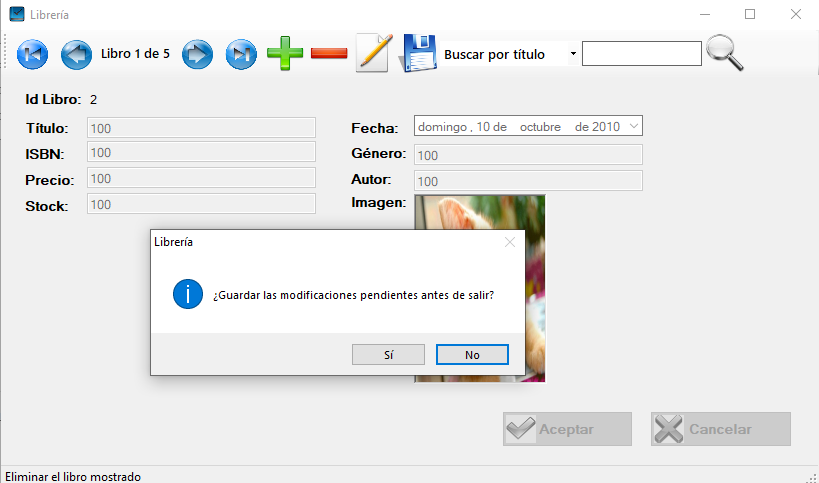 Librería
Libro 1 de 5
Buscar por título
Id Libro: 2
Título: 100
Fecha: domingo , 10 de octubre de 2010
ISBN: 100
Género: 100
Precio: 100
Autor: 100
Stock: 100
Imagen:
Librería
¿Guardar las modificaciones pendientes antes de salir?
Sí No
Aceptar Cancelar
Eliminar el libro mostrado